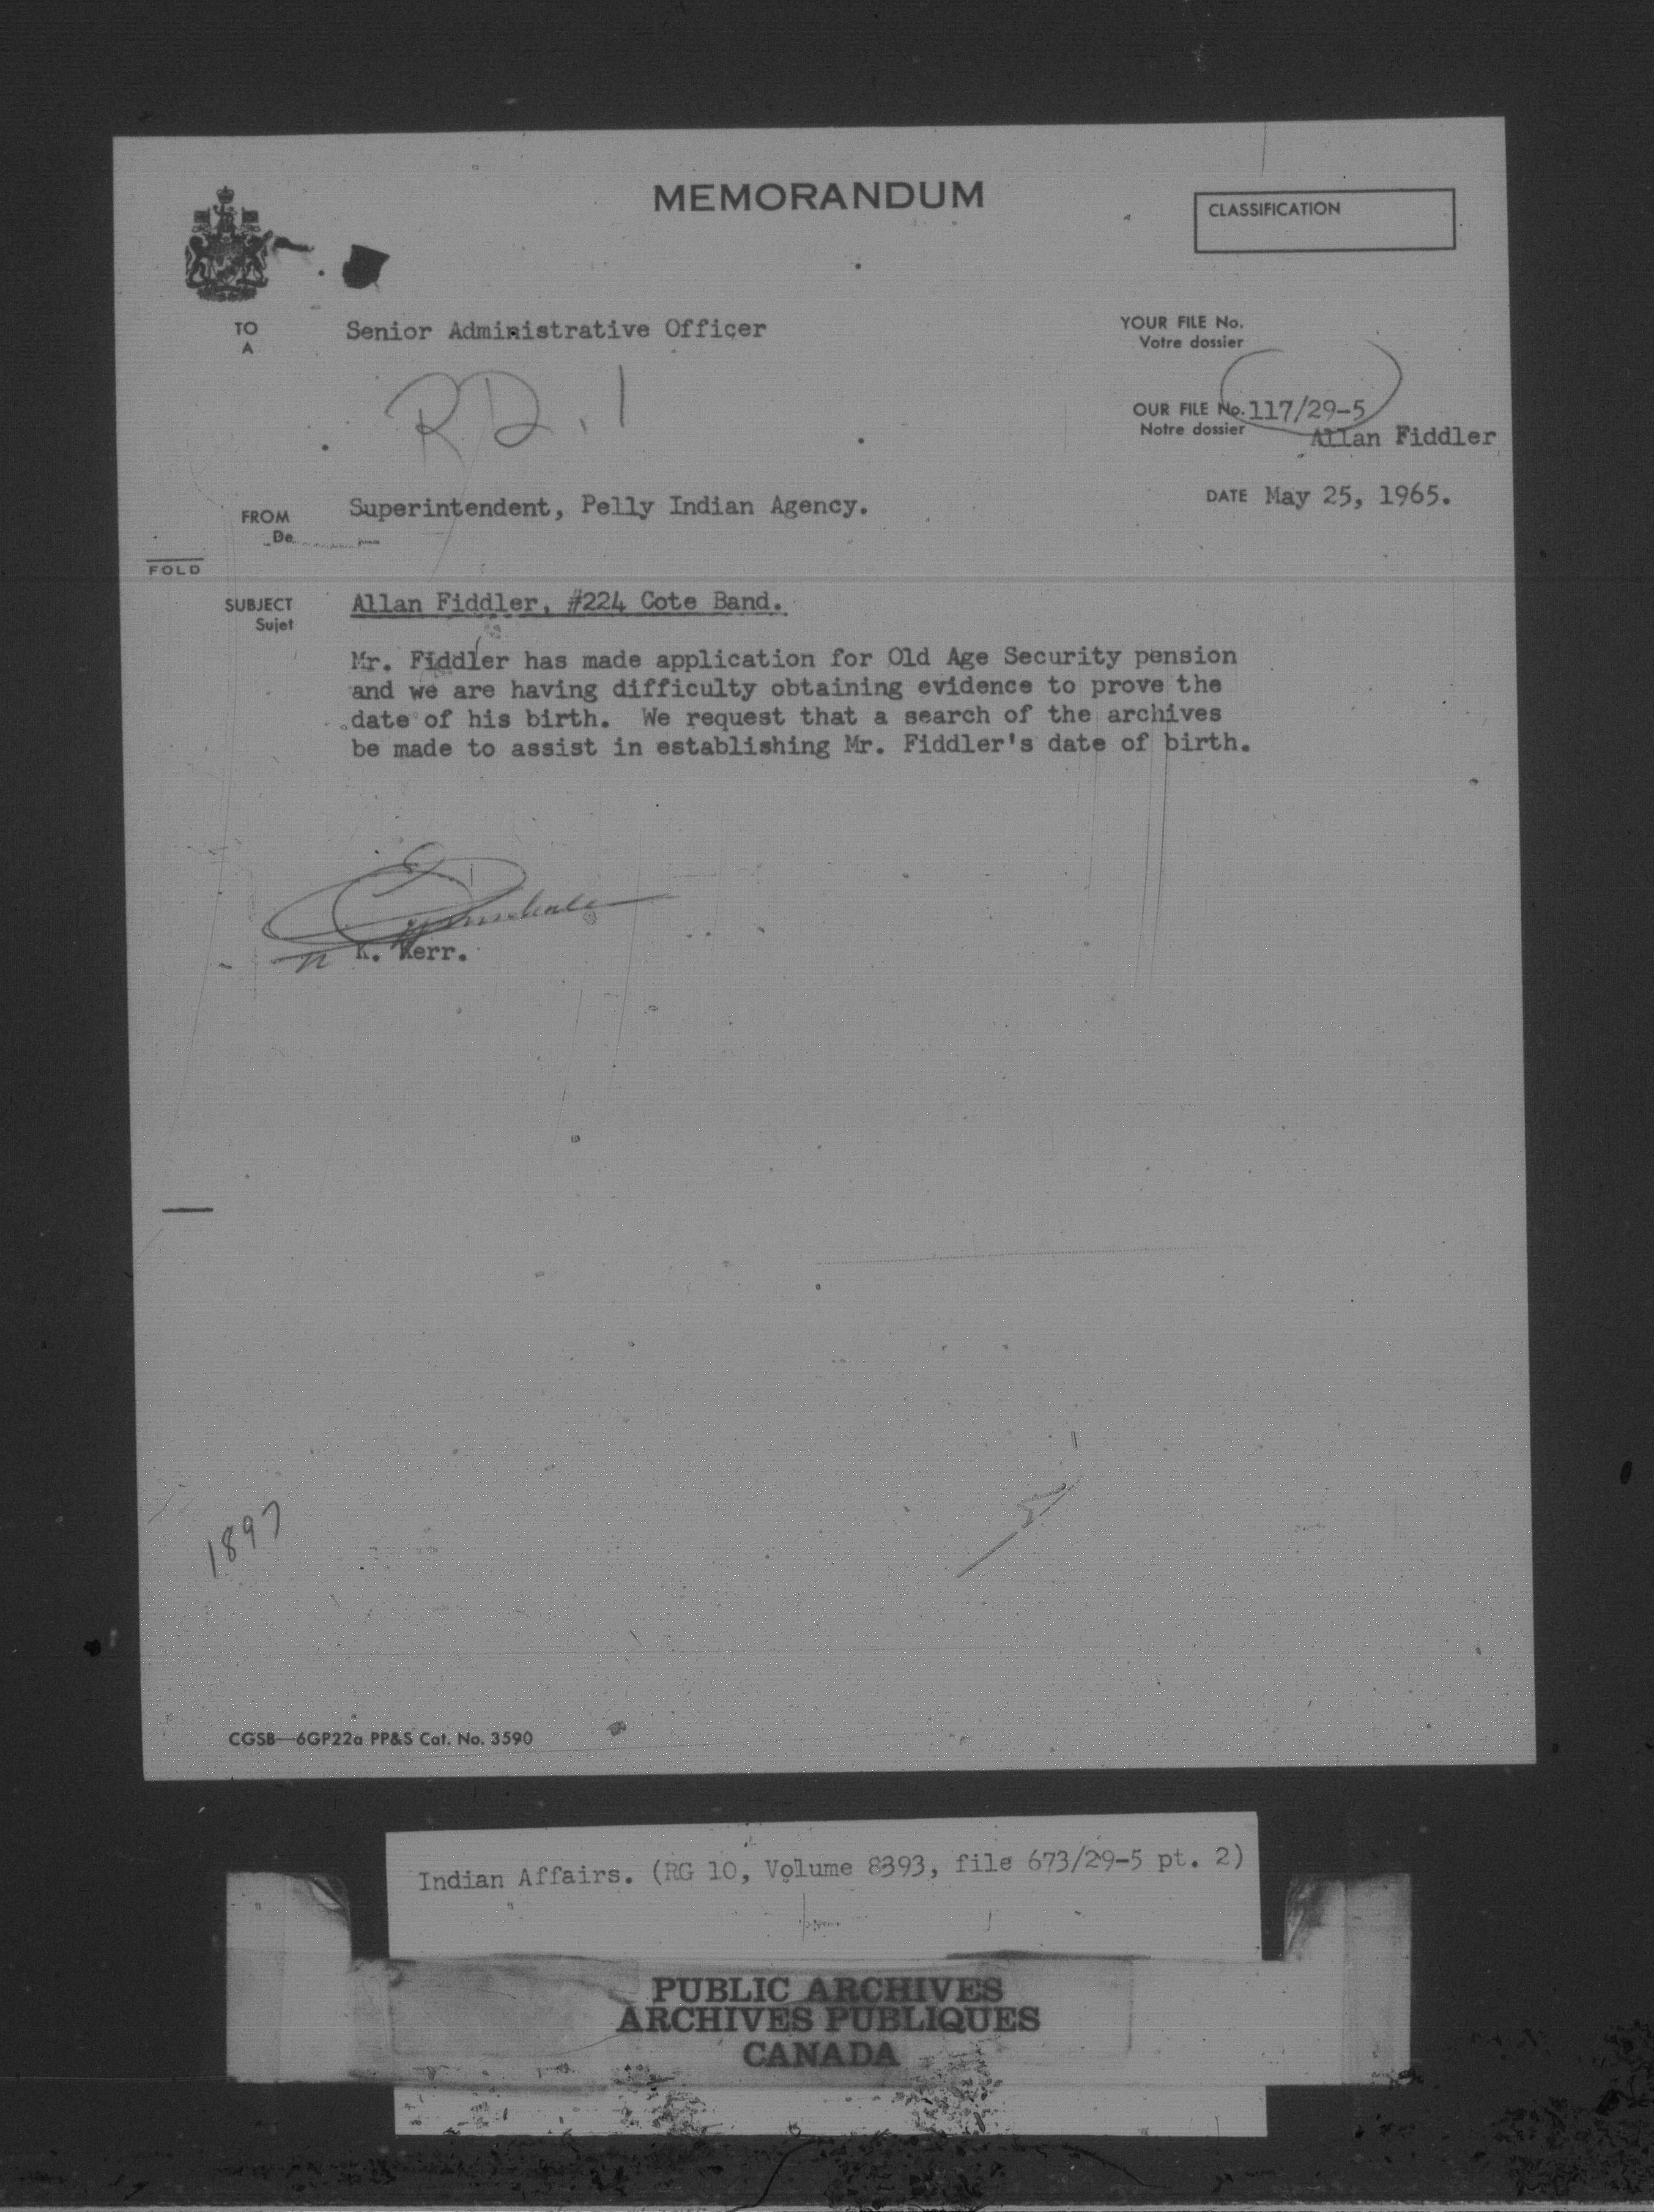 MEMORANDUM
CLASSIFICATION
TO
A
Senior Administrative Officer
YOUR FILE No.
Votre dossier
R.D. 1
OUR FILE No. 117/29-5
Notre dossier
Allan Fiddler
FROM
De
Superintendent, Pelly Indian Agency.
DATE May 25, 1965.
FOLD
SUBJECT
Sujet
Allan Fiddler, #224 Cote Band.
Mr. Fiddler has made application for Old Age Security pension
and we are having difficulty obtaining evidence to prove the
date of his birth. We request that a search of the archives
be made to assist in establishing Mr. Fiddler's date of birth.
K. Kerr.
1897
CGSB—6GP22a PP&S Cat. No. 3590
Indian Affairs. (RG 10, Volume 8393, file 673/29-5 pt. 2)
PUBLIC ARCHIVES
ARCHIVES PUBLIQUES
CANADA